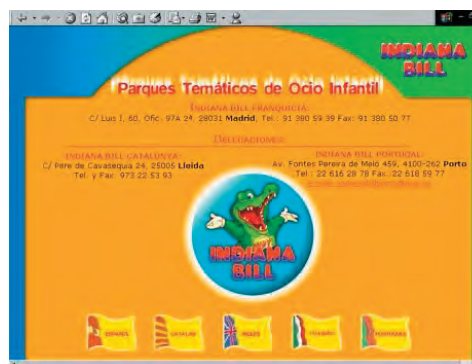 INDIANA
BILL
Parques Temáticos de Ocio Infantil
INDIANA BILL FRANQUICIA:
C/ Luis I, 60, Ofic. 97A 2ª, 28031 Madrid, Tel.: 91 380 59 39 Fax: 91 380 50 77
DELEGACIONES:
INDIANA BILL CATALUNYA:
C/ Pere de Cavasequia 24, 25005 Lleida
Tel. y Fax: 973 22 53 93
INDIANA BILL PORTUGAL:
Av. Fontes Pereira de Melo 459, 4100-262 Porto
Tel.: 22 616 28 78 Fax.: 22 618 59 77
INDIANA
BILL
ESPAÑOL
CATALAN
INGLES
ITALIANO
PORTUGUES